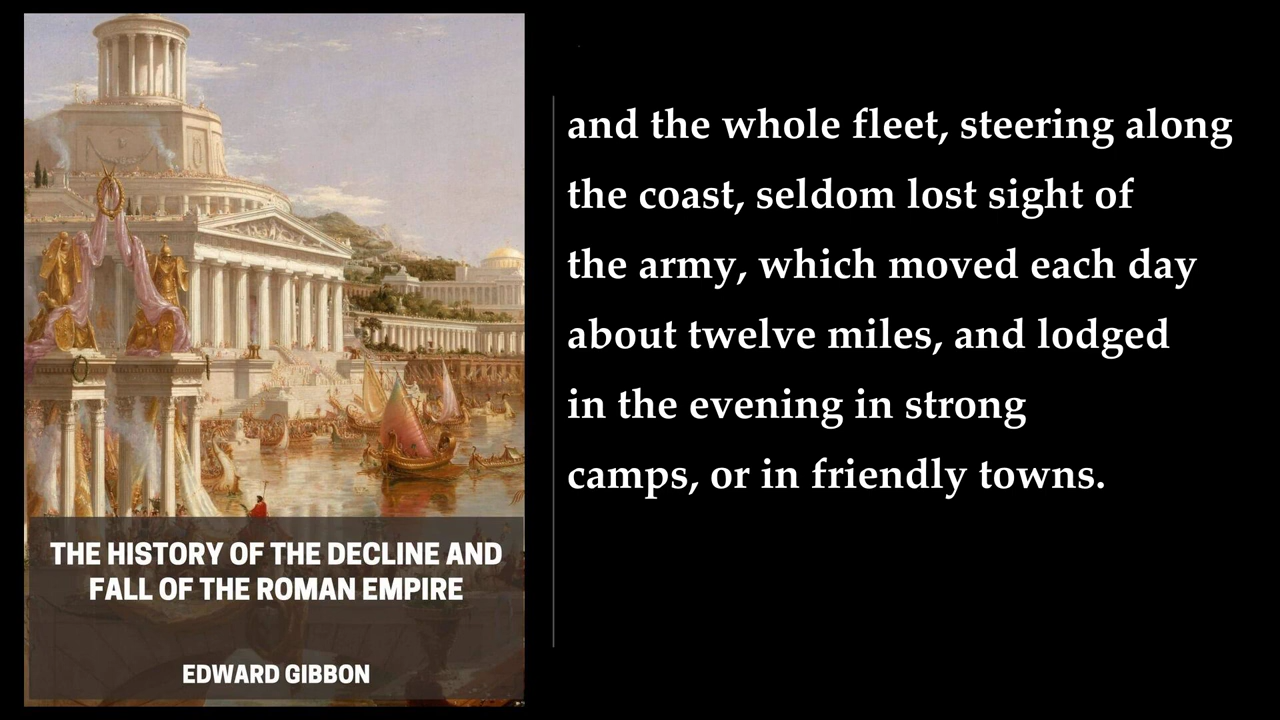 and the whole fleet, steering along
the coast, seldom lost sight of
the army, which moved each day
about twelve miles, and lodged
in the evening in strong
camps, or in friendly towns.
THE HISTORY OF THE DECLINE AND
FALL OF THE ROMAN EMPIRE
EDWARD GIBBON